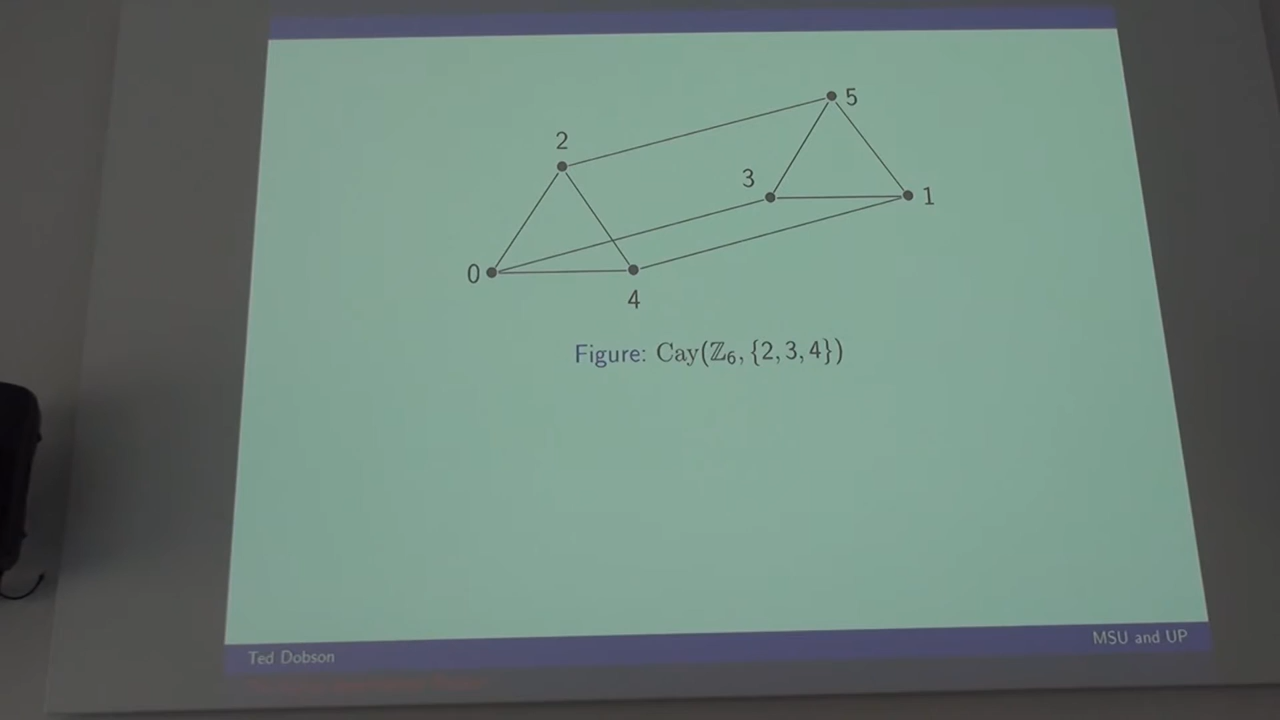 5
2
3
1
0
4
Figure: Cay(ℤ₆, {2, 3, 4})
MSU and UP
Ted Dobson